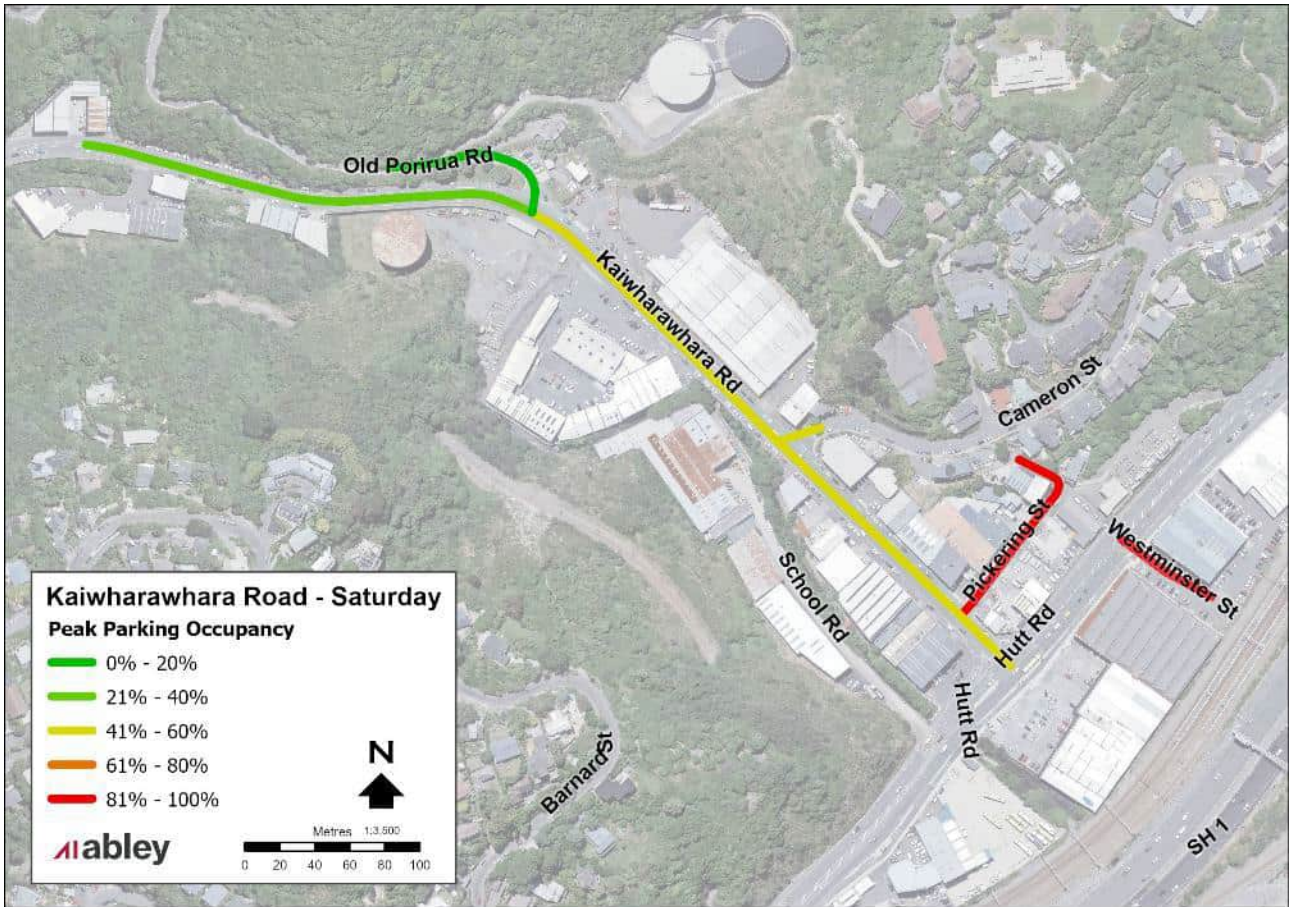 Old Porirua Rd
Kaiwharawhara Rd
Cameron St
Pickering St
Westminster St
School Rd
Hutt Rd
Hutt Rd
Barnard St
SH 1
Kaiwharawhara Road - Saturday
Peak Parking Occupancy
0% - 20%
21% - 40%
41% - 60%
61% - 80%
81% - 100%
N
Metres 1:3,500
0 20 40 60 80 100
abley